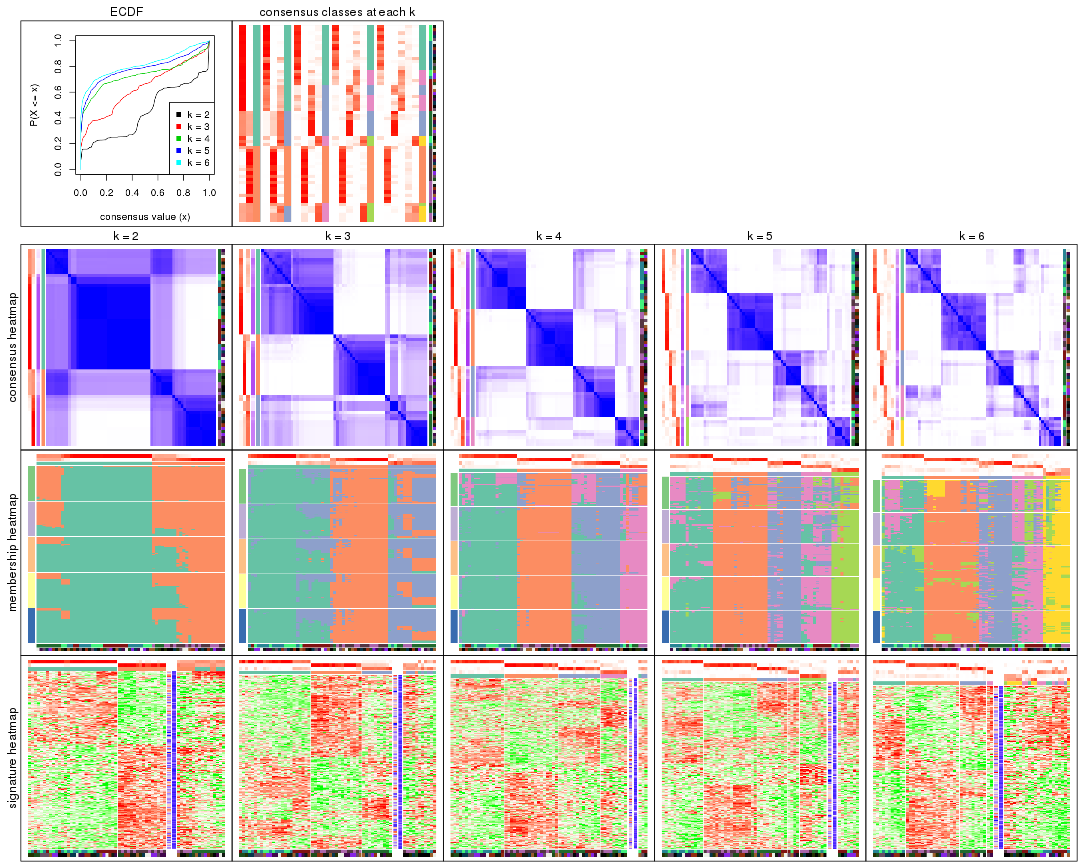 ECDF
consensus classes at each k
P(X <= x)
0.0 0.2 0.4 0.6 0.8 1.0
k = 2
k = 3
k = 4
k = 5
k = 6
0.0 0.2 0.4 0.6 0.8 1.0
consensus value (x)
k = 2
k = 3
k = 4
k = 5
k = 6
consensus heatmap
membership heatmap
signature heatmap